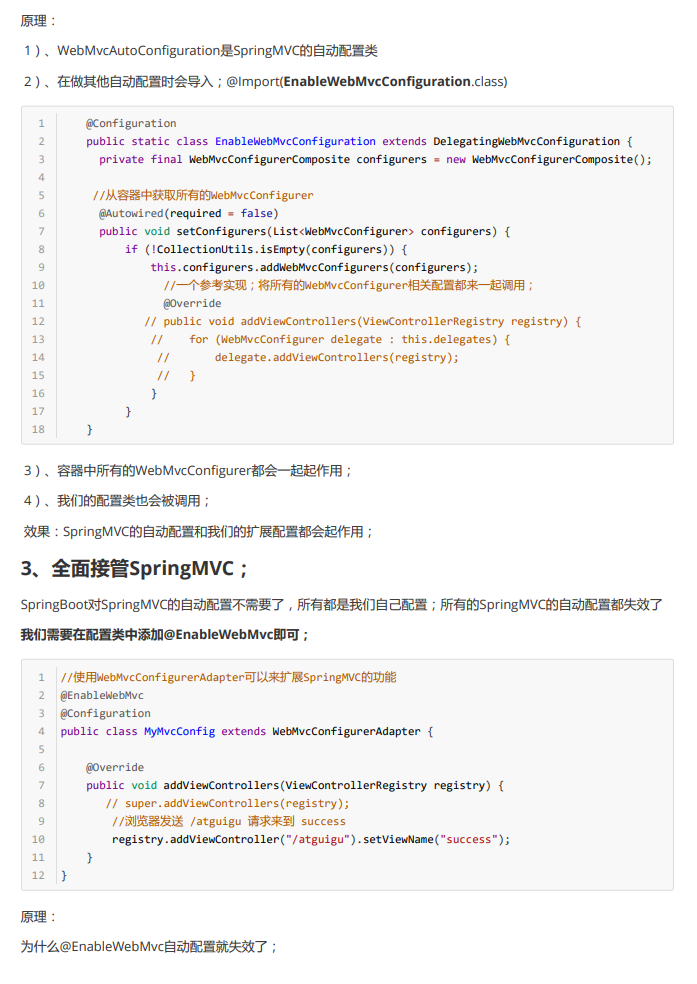 原理：
1）、WebMvcAutoConfiguration是SpringMVC的自动配置类
2）、在做其他自动配置时会导入；@Import(EnableWebMvcConfiguration.class)
1 @Configuration
2 public static class EnableWebMvcConfiguration extends DelegatingWebMvcConfiguration {
3 private final WebMvcConfigurerComposite configurers = new WebMvcConfigurerComposite();
4
5 //从容器中获取所有的WebMvcConfigurer
6 @Autowired(required = false)
7 public void setConfigurers(List<WebMvcConfigurer> configurers) {
8 if (!CollectionUtils.isEmpty(configurers)) {
9 this.configurers.addWebMvcConfigurers(configurers);
10 //一个参考实现；将所有的WebMvcConfigurer相关配置都来一起调用；
11 @Override
12 // public void addViewControllers(ViewControllerRegistry registry) {
13 // for (WebMvcConfigurer delegate : this.delegates) {
14 // delegate.addViewControllers(registry);
15 // }
16 }
17 }
18 }
3）、容器中所有的WebMvcConfigurer都会一起起作用；
4）、我们的配置类也会被调用；
效果：SpringMVC的自动配置和我们的扩展配置都会起作用；
3、全面接管SpringMVC；
SpringBoot对SpringMVC的自动配置不需要了，所有都是我们自己配置；所有的SpringMVC的自动配置都失效了
我们需要在配置类中添加@EnableWebMvc即可；
1 //使用WebMvcConfigurerAdapter可以来扩展SpringMVC的功能
2 @EnableWebMvc
3 @Configuration
4 public class MyMvcConfig extends WebMvcConfigurerAdapter {
5
6 @Override
7 public void addViewControllers(ViewControllerRegistry registry) {
8 // super.addViewControllers(registry);
9 //浏览器发送 /atguigu 请求来到 success
10 registry.addViewController("/atguigu").setViewName("success");
11 }
12 }
原理：
为什么@EnableWebMvc自动配置就失效了；